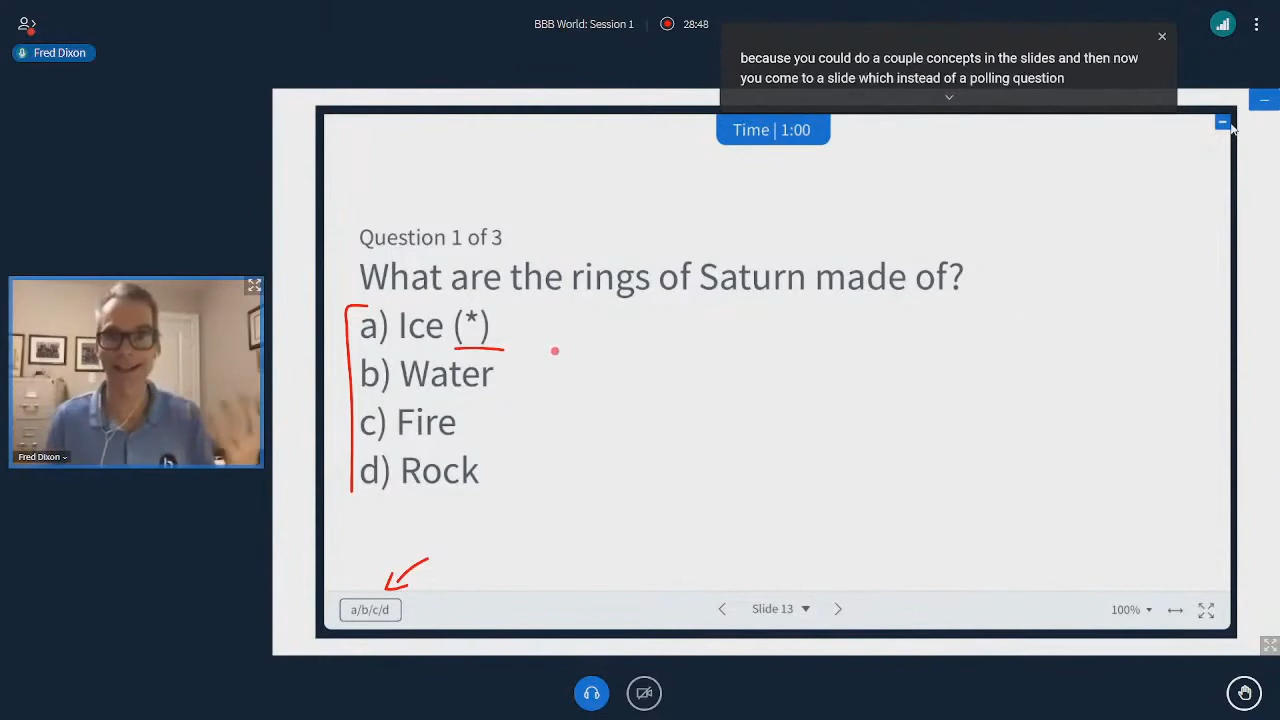 BBB World: Session 1
28:48
Fred Dixon
because you could do a couple concepts in the slides and then now
you come to a slide which instead of a polling question
Time | 1:00
Question 1 of 3
What are the rings of Saturn made of?
a) Ice (*)
b) Water
c) Fire
d) Rock
Fred Dixon
a/b/c/d
Slide 13
100%